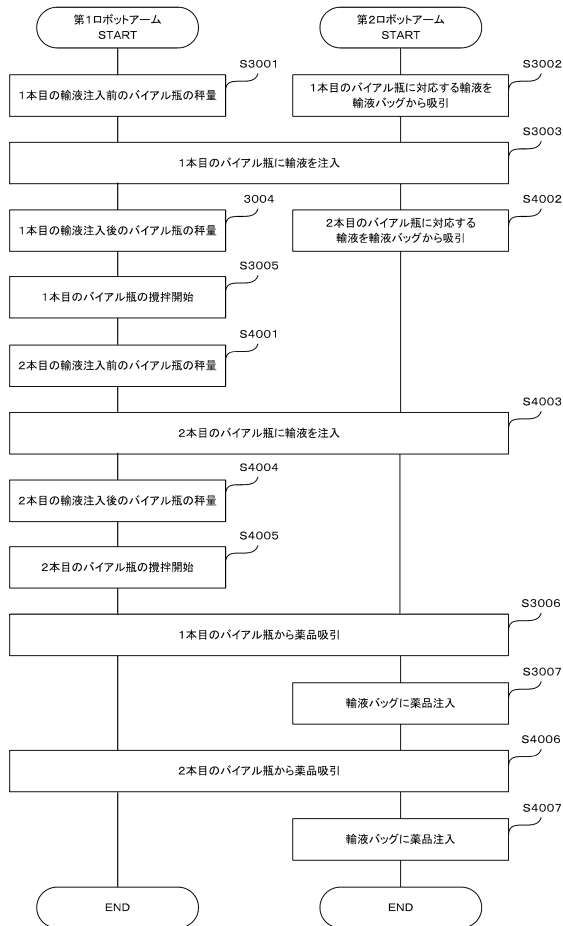 第1ロボットアーム
START
第2ロボットアーム
START
S3001
1本目の輸液注入前のバイアル瓶の秤量
S3002
1本目のバイアル瓶に対応する輸液を
輸液バッグから吸引
S3003
1本目のバイアル瓶に輸液を注入
3004
1本目の輸液注入後のバイアル瓶の秤量
S4002
2本目のバイアル瓶に対応する
輸液を輸液バッグから吸引
S3005
1本目のバイアル瓶の攪拌開始
S4001
2本目の輸液注入前のバイアル瓶の秤量
S4003
2本目のバイアル瓶に輸液を注入
S4004
2本目の輸液注入後のバイアル瓶の秤量
S4005
2本目のバイアル瓶の攪拌開始
S3006
1本目のバイアル瓶から薬品吸引
S3007
輸液バッグに薬品注入
S4006
2本目のバイアル瓶から薬品吸引
S4007
輸液バッグに薬品注入
END
END